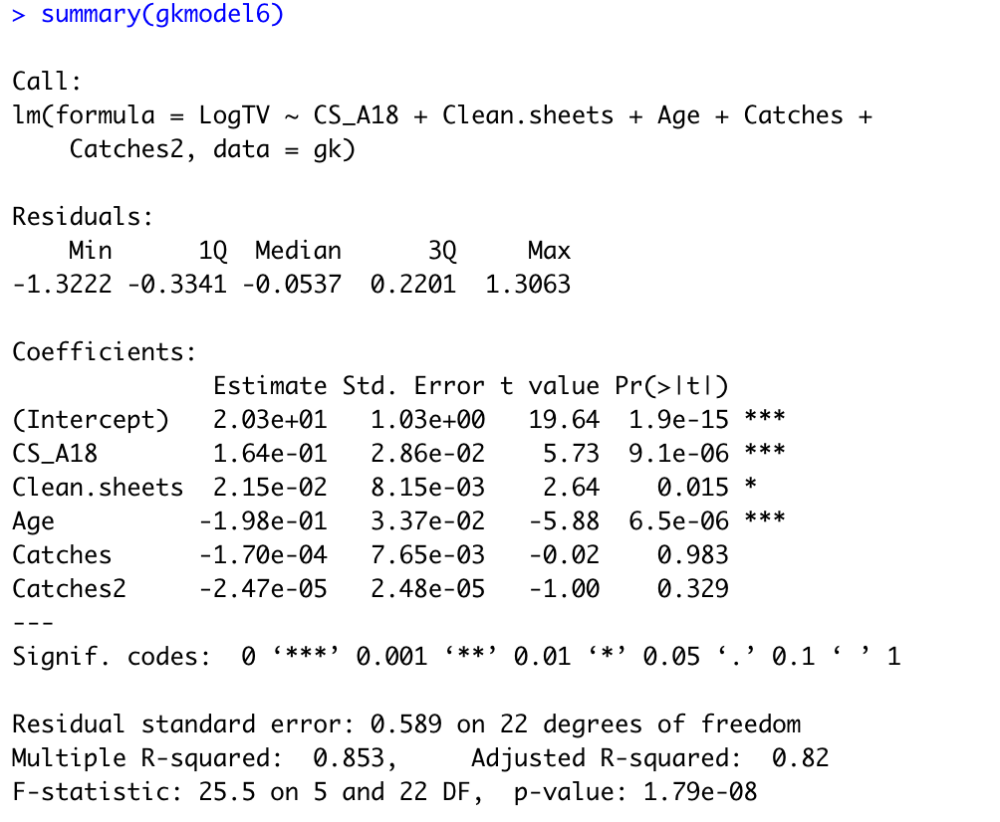 > summary(gkmodel6)
Call:
lm(formula = LogTV ~ CS_A18 + Clean.sheets + Age + Catches +
    Catches2, data = gk)
Residuals:
    Min      1Q  Median      3Q     Max
-1.3222 -0.3341 -0.0537  0.2201  1.3063
Coefficients:
              Estimate Std. Error t value Pr(>|t|)
(Intercept)   2.03e+01   1.03e+00   19.64  1.9e-15 ***
CS_A18        1.64e-01   2.86e-02    5.73  9.1e-06 ***
Clean.sheets  2.15e-02   8.15e-03    2.64    0.015 *
Age          -1.98e-01   3.37e-02   -5.88  6.5e-06 ***
Catches      -1.70e-04   7.65e-03   -0.02    0.983
Catches2     -2.47e-05   2.48e-05   -1.00    0.329
---
Signif. codes:  0 ‘***’ 0.001 ‘**’ 0.01 ‘*’ 0.05 ‘.’ 0.1 ‘ ’ 1
Residual standard error: 0.589 on 22 degrees of freedom
Multiple R-squared:  0.853,     Adjusted R-squared:  0.82
F-statistic: 25.5 on 5 and 22 DF,  p-value: 1.79e-08